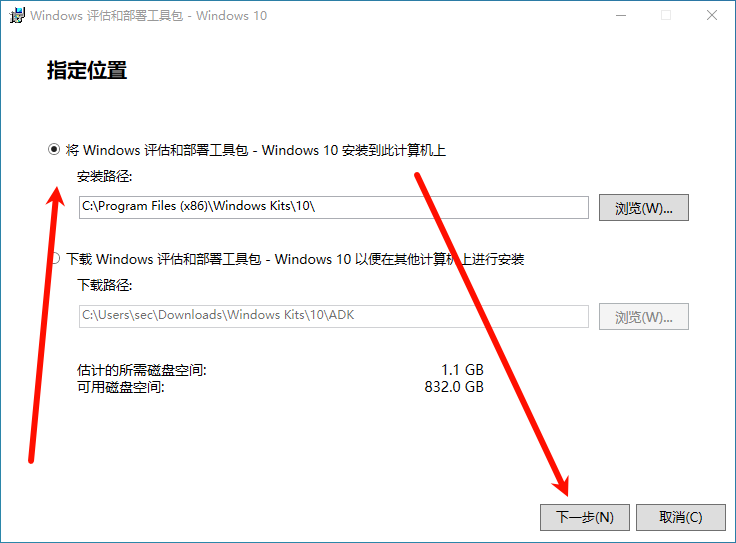 Windows 评估和部署工具包 - Windows 10
指定位置
将 Windows 评估和部署工具包 - Windows 10 安装到此计算机上
安装路径:
C:\Program Files (x86)\Windows Kits\10\
浏览(W)...
下载 Windows 评估和部署工具包 - Windows 10 以便在其他计算机上进行安装
下载路径:
C:\Users\sec\Downloads\Windows Kits\10\ADK
浏览(W)...
估计的所需磁盘空间: 1.1 GB
可用磁盘空间: 832.0 GB
下一步(N) 取消(C)